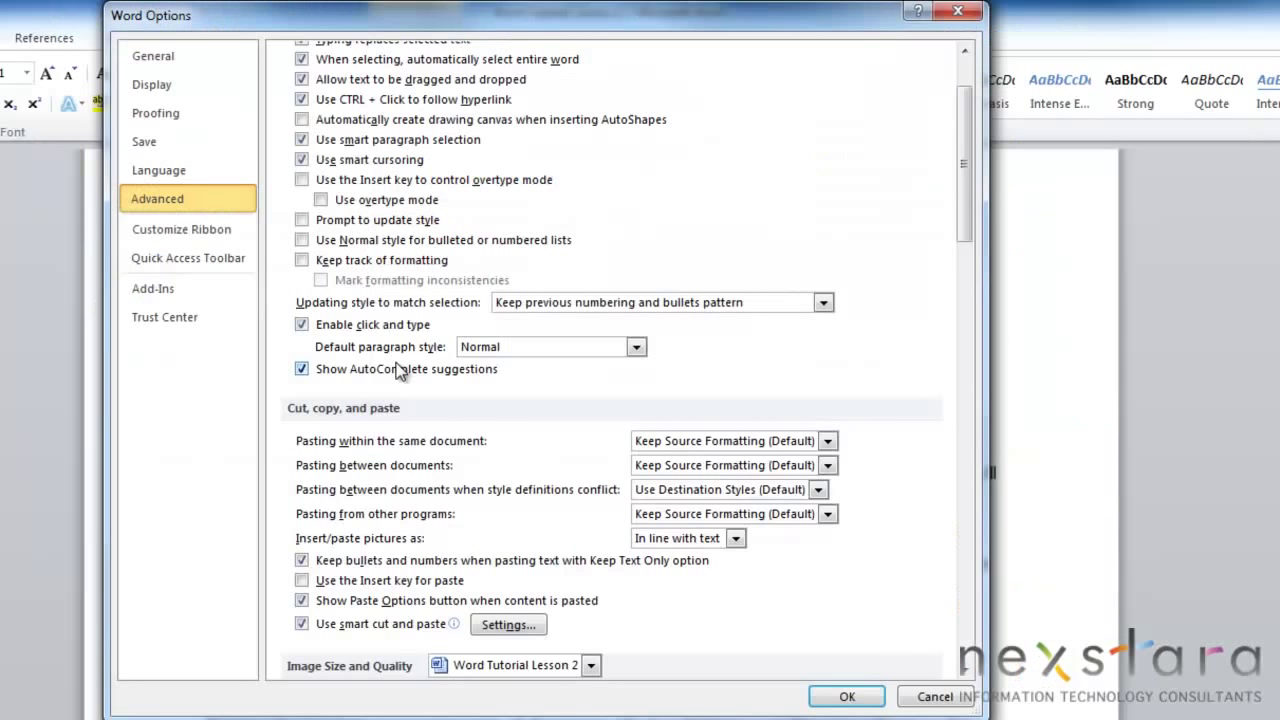 Word Options
References
General
Display
Proofing
Save
Language
Advanced
Customize Ribbon
Quick Access Toolbar
Add-Ins
Trust Center
Typing replaces selected text
When selecting, automatically select entire word
Allow text to be dragged and dropped
Use CTRL + Click to follow hyperlink
Automatically create drawing canvas when inserting AutoShapes
Use smart paragraph selection
Use smart cursoring
Use the Insert key to control overtype mode
Use overtype mode
Prompt to update style
Use Normal style for bulleted or numbered lists
Keep track of formatting
Mark formatting inconsistencies
Updating style to match selection: Keep previous numbering and bullets pattern
Enable click and type
Default paragraph style: Normal
Show AutoComplete suggestions
Cut, copy, and paste
Pasting within the same document: Keep Source Formatting (Default)
Pasting between documents: Keep Source Formatting (Default)
Pasting between documents when style definitions conflict: Use Destination Styles (Default)
Pasting from other programs: Keep Source Formatting (Default)
Insert/paste pictures as: In line with text
Keep bullets and numbers when pasting text with Keep Text Only option
Use the Insert key for paste
Show Paste Options button when content is pasted
Use smart cut and paste Settings...
Image Size and Quality Word Tutorial Lesson 2
OK Cancel
Font
AaBbCcDc AaBbCcDc AaBbCcDc
Intense E... Strong Quote
nexstara
INFORMATION TECHNOLOGY CONSULTANTS